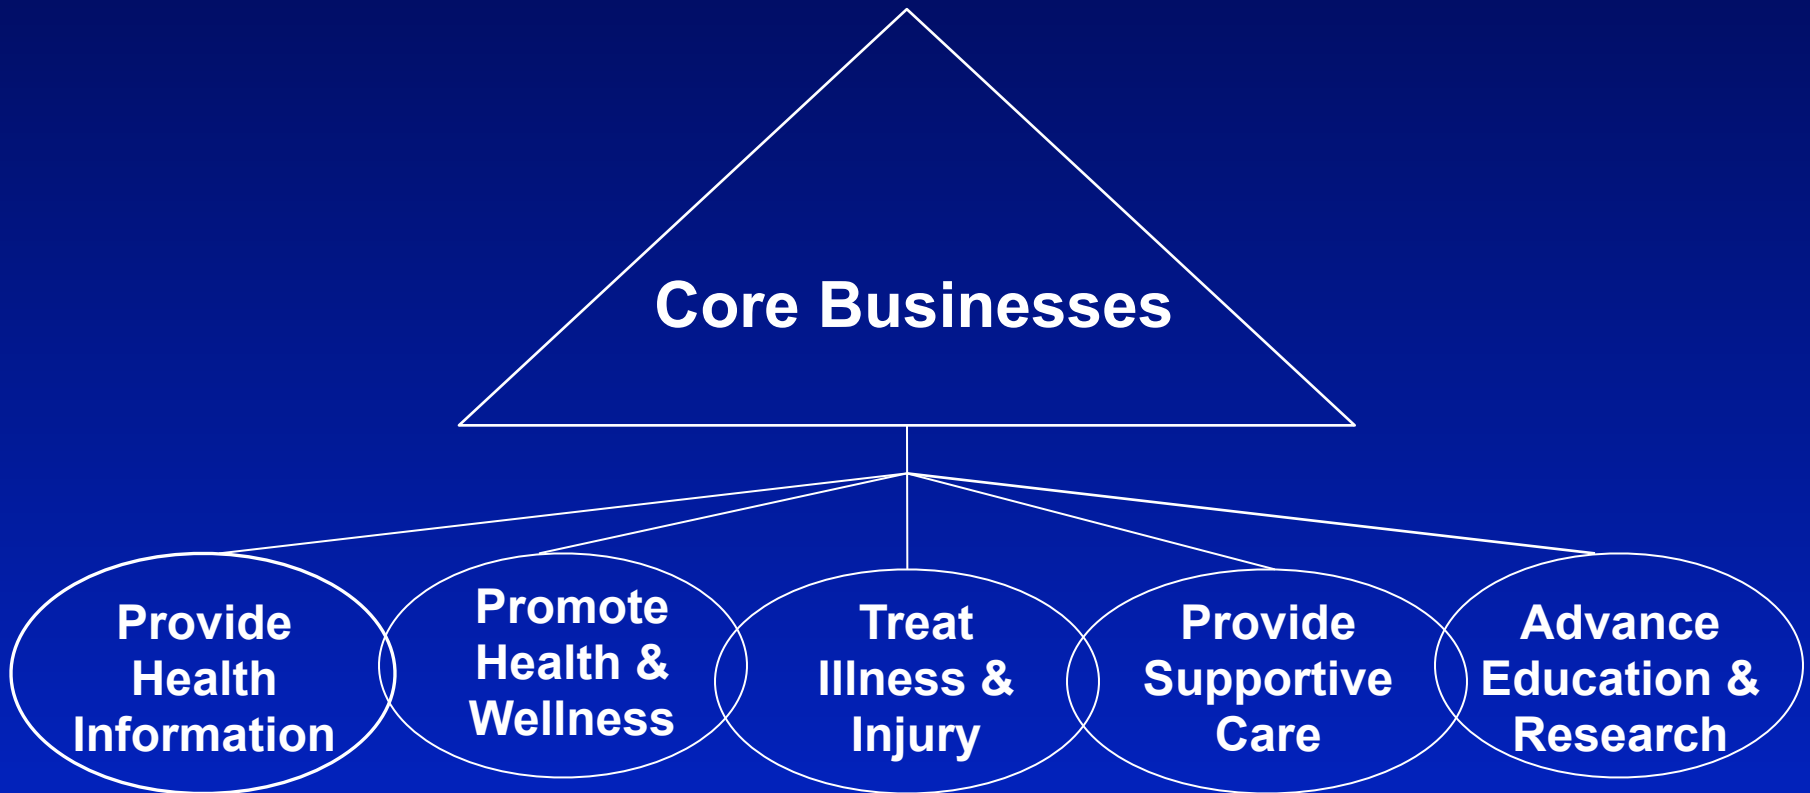 Core Businesses
Provide
Health
Information
Promote
Health &
Wellness
Treat
Illness &
Injury
Provide
Supportive
Care
Advance
Education &
Research